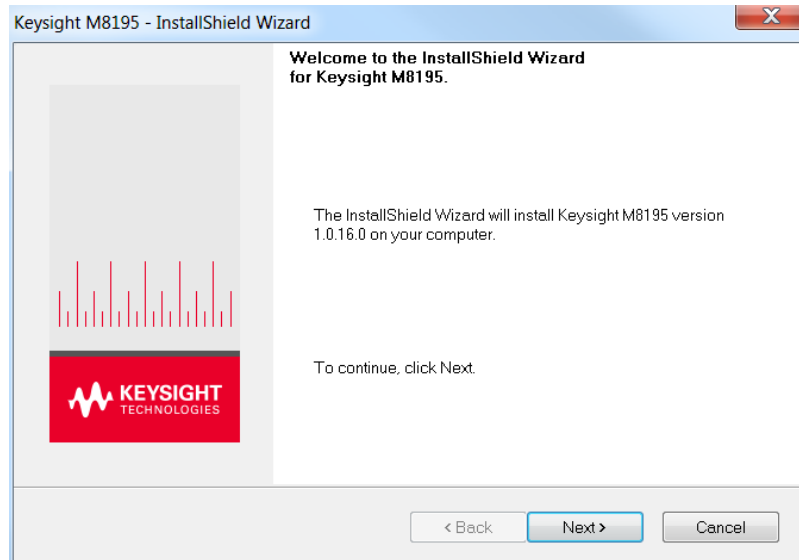 Keysight M8195 - InstallShield Wizard
X
Welcome to the InstallShield Wizard
for Keysight M8195.
The InstallShield Wizard will install Keysight M8195 version
1.0.16.0 on your computer.
To continue, click Next.
KEYSIGHT
TECHNOLOGIES
< Back
Next >
Cancel